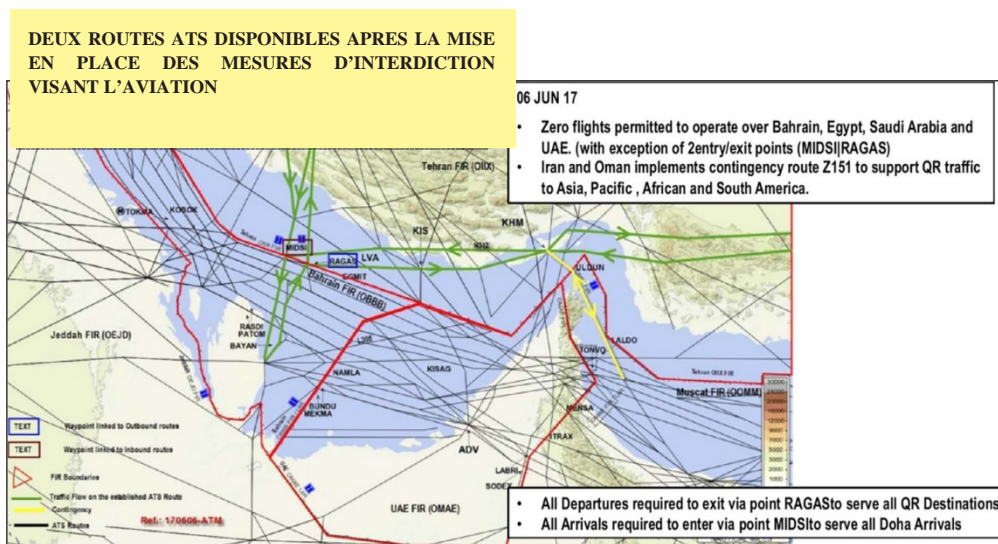 DEUX ROUTES ATS DISPONIBLES APRES LA MISE
EN PLACE DES MESURES D’INTERDICTION
VISANT L’AVIATION
06 JUN 17
• Zero flights permitted to operate over Bahrain, Egypt, Saudi Arabia and
UAE. (with exception of 2entry/exit points (MIDSI|RAGAS)
• Iran and Oman implements contingency route Z151 to support QR traffic
to Asia, Pacific , African and South America.
Tehran FIR (OIIX)
TOKMA
KOBOK
KHM
KIS
MIDSI
RAGAS
LVA
EGMIT
ULDUN
Bahrain FIR (OBBB)
RASDI
PATOM
BAYAN
Jeddah FIR (OEJD)
L305
LALDO
TONVO
KISAG
NAMLA
Muscat FIR (OOMM)
BUNDU
MEKMA
MENSA
ADV
ITRAX
LABRI
SODEX
UAE FIR (OMAE)
TEXT Waypoint linked to Outbound routes
TEXT Waypoint linked to Inbound routes
FIR Boundaries
Traffic Flow on the established ATS Route
Contingency
ATS Routes
Ref.: 170606-ATM
• All Departures required to exit via point RAGASto serve all QR Destinations
• All Arrivals required to enter via point MIDSIto serve all Doha Arrivals